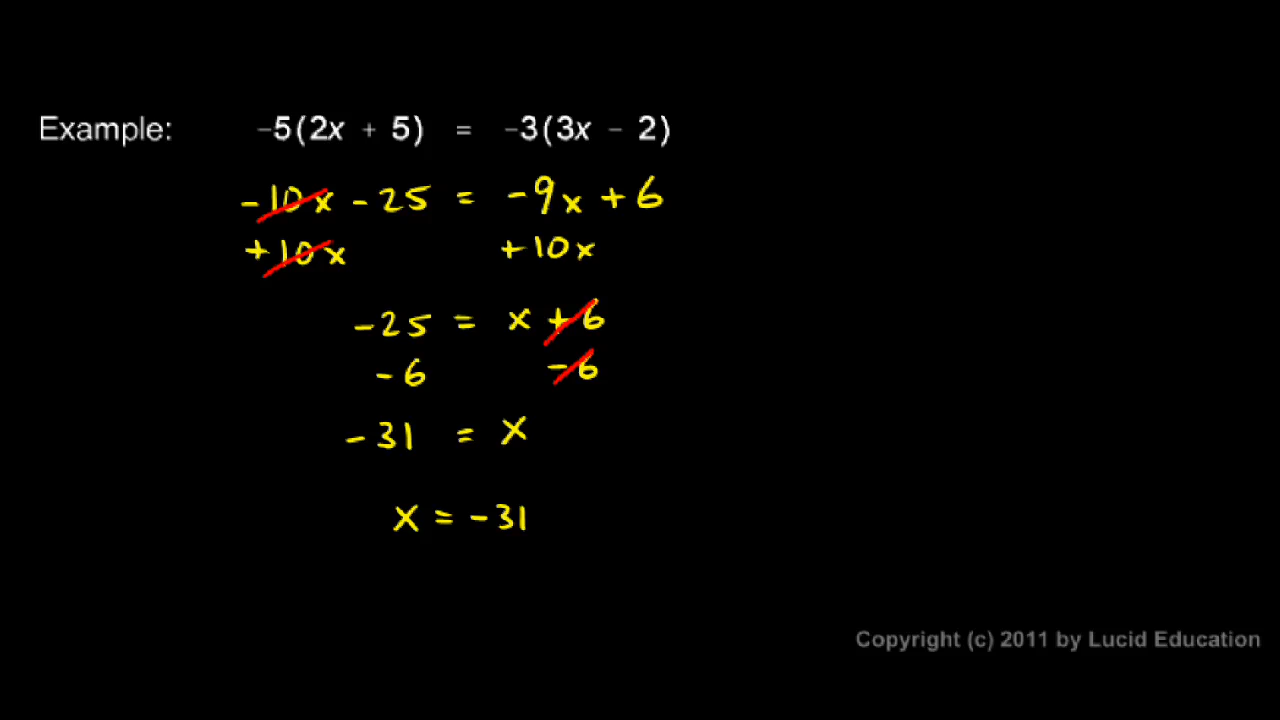 Example: -5(2x + 5) = -3(3x - 2)
-10x - 25 = -9x + 6
+10x +10x
-25 = x + 6
-6 -6
-31 = x
x = -31
Copyright (c) 2011 by Lucid Education